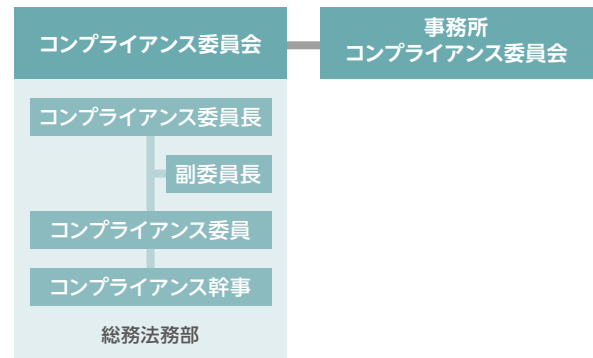 コンプライアンス委員会
事務所
コンプライアンス委員会
コンプライアンス委員長
副委員長
コンプライアンス委員
コンプライアンス幹事
総務法務部